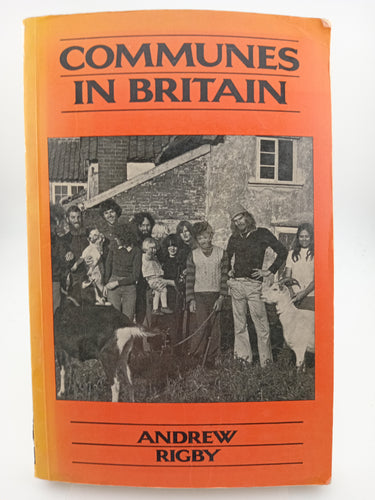 COMMUNES
IN BRITAIN
ANDREW
RIGBY